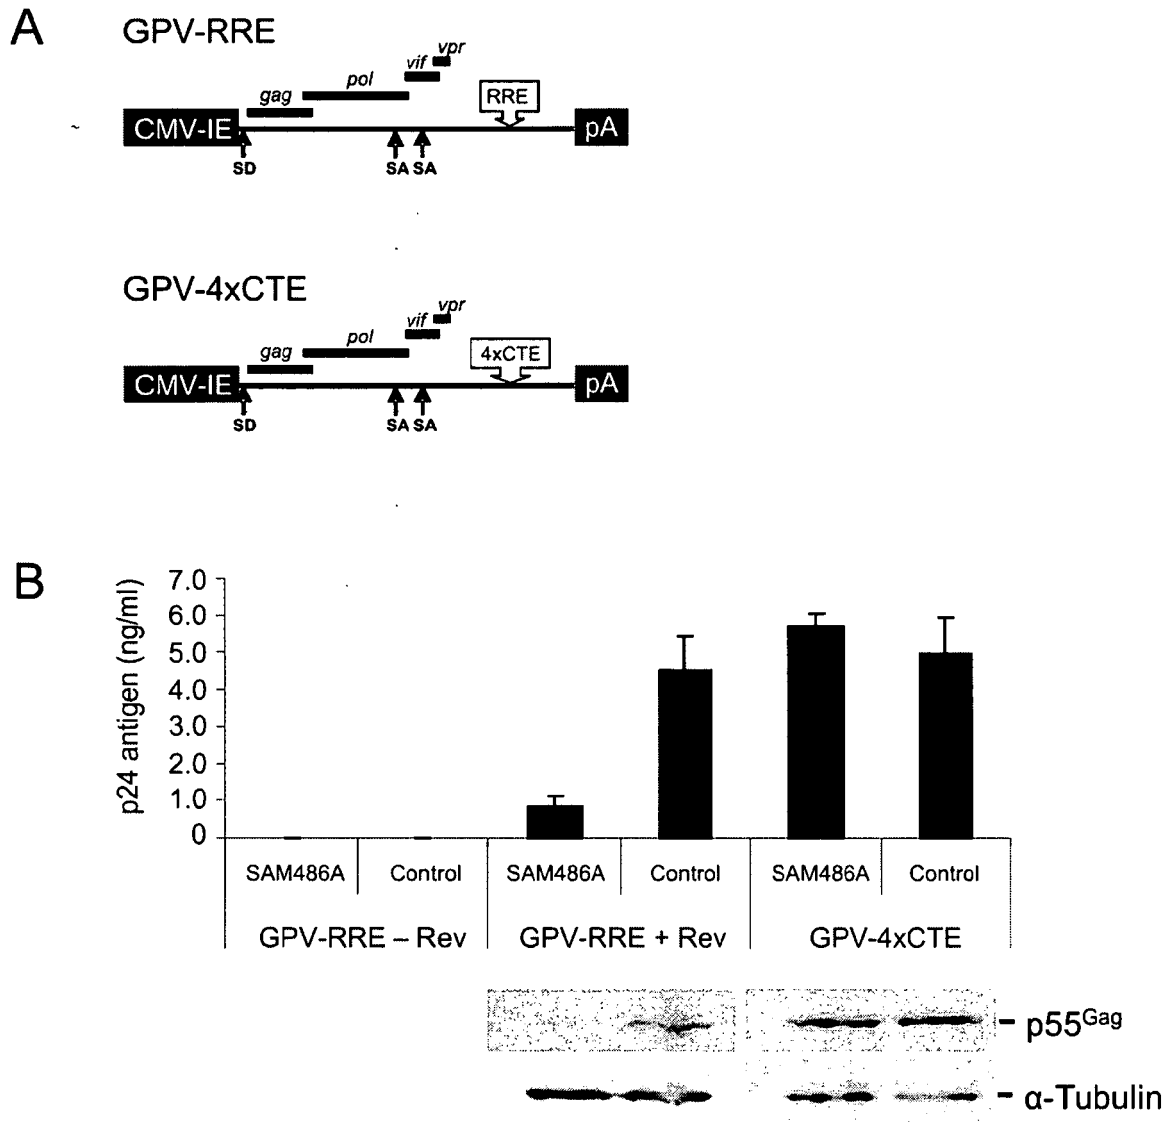 A
GPV-RRE
vpr
vif
pol
gag
RRE
CMV-IE
pA
SD
SA
SA
GPV-4xCTE
vpr
vif
pol
gag
4xCTE
CMV-IE
pA
SD
SA
SA
B
p24 antigen (ng/ml)
7.0
6.0
5.0
4.0
3.0
2.0
1.0
0
SAM486A Control SAM486A Control SAM486A Control
GPV-RRE – Rev GPV-RRE + Rev GPV-4xCTE
p55Gag
α-Tubulin